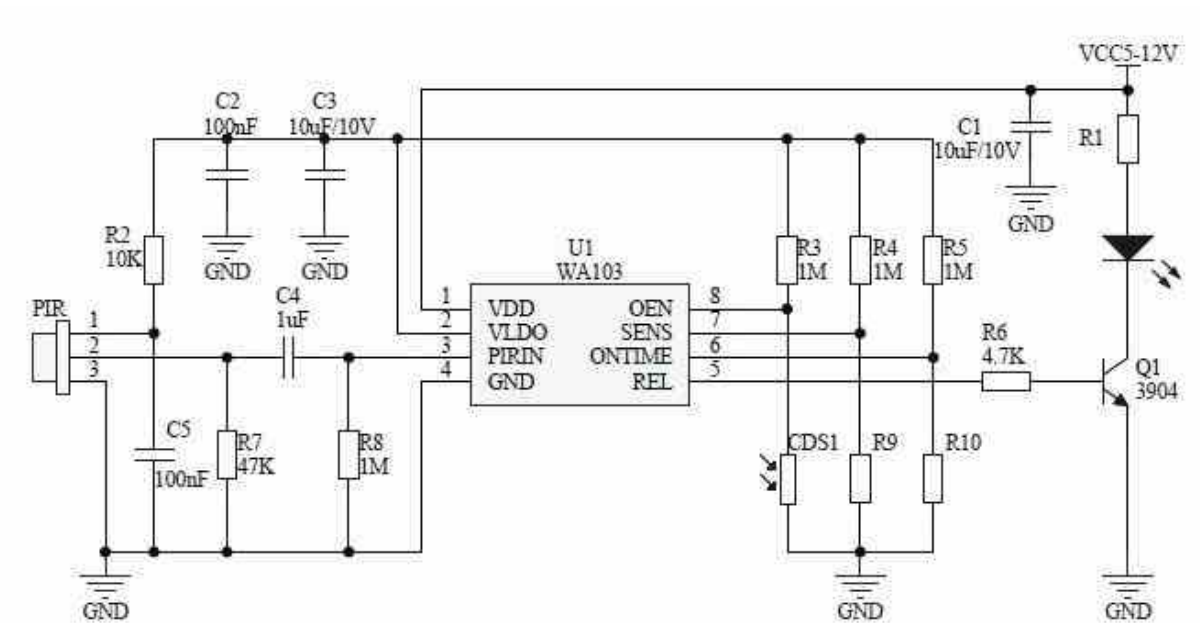 VCC5-12V
C2
100nF
C3
10uF/10V
C1
10uF/10V
R1
GND
R2
10K
GND
GND
U1
WA103
R3
1M
R4
1M
R5
1M
PIR
1
2
3
C4
1uF
1 VDD OEN 8
2 VLDO SENS 7
3 PIRIN ONTIME 6
4 GND REL 5
R6
4.7K
Q1
3904
C5
100nF
R7
47K
R8
1M
CDS1
R9
R10
GND
GND
GND